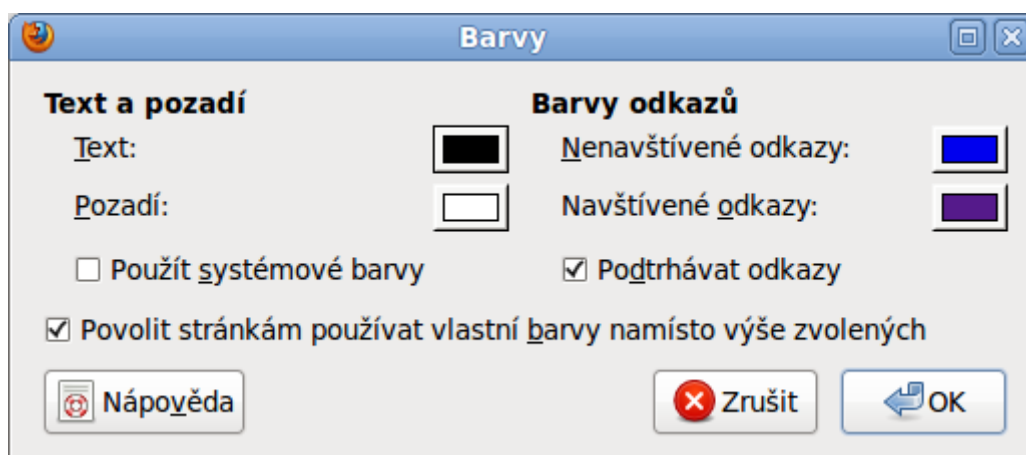 Barvy
Text a pozadí
Text:
Pozadí:
Použít systémové barvy
Barvy odkazů
Nenavštívené odkazy:
Navštívené odkazy:
Podtrhávat odkazy
Povolit stránkám používat vlastní barvy namísto výše zvolených
Nápověda
Zrušit
OK